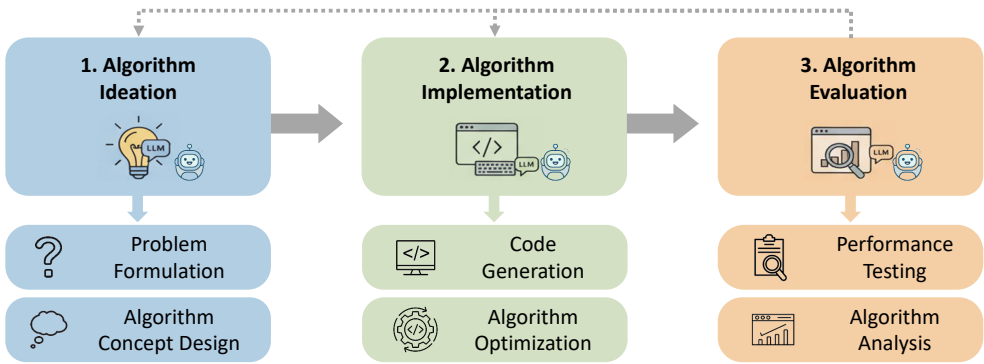 1. Algorithm
Ideation
LLM
2. Algorithm
Implementation
</>
LLM
3. Algorithm
Evaluation
LLM
?
Problem
Formulation
Algorithm
Concept Design
</>
Code
Generation
</>
Algorithm
Optimization
Performance
Testing
Algorithm
Analysis